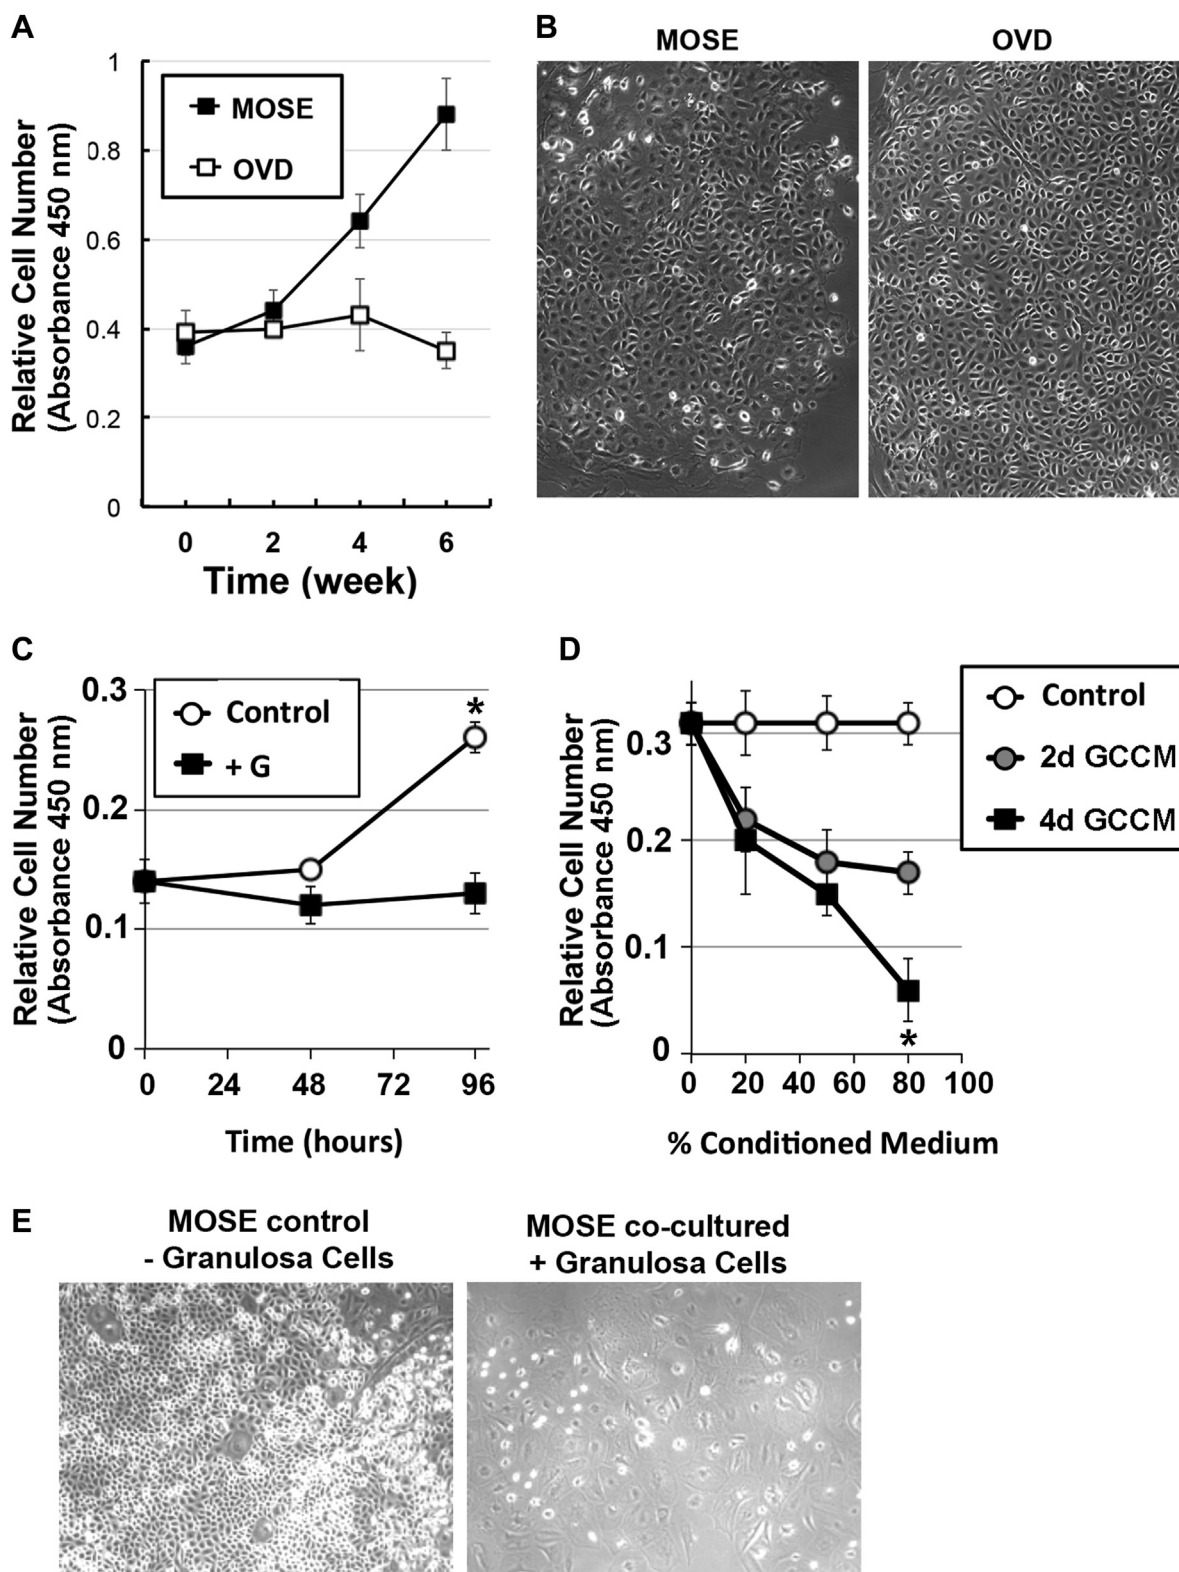 A
Relative Cell Number
(Absorbance 450 nm)
1
0.8
0.6
0.4
0.2
0
MOSE
OVD
0 2 4 6
Time (week)
B
MOSE OVD
C
Relative Cell Number
(Absorbance 450 nm)
0.3
0.2
0.1
0
Control
+ G
*
0 24 48 72 96
Time (hours)
D
Relative Cell Number
(Absorbance 450 nm)
0.3
0.2
0.1
0
Control
2d GCCM
4d GCCM
*
0 20 40 60 80 100
% Conditioned Medium
E
MOSE control
- Granulosa Cells
MOSE co-cultured
+ Granulosa Cells